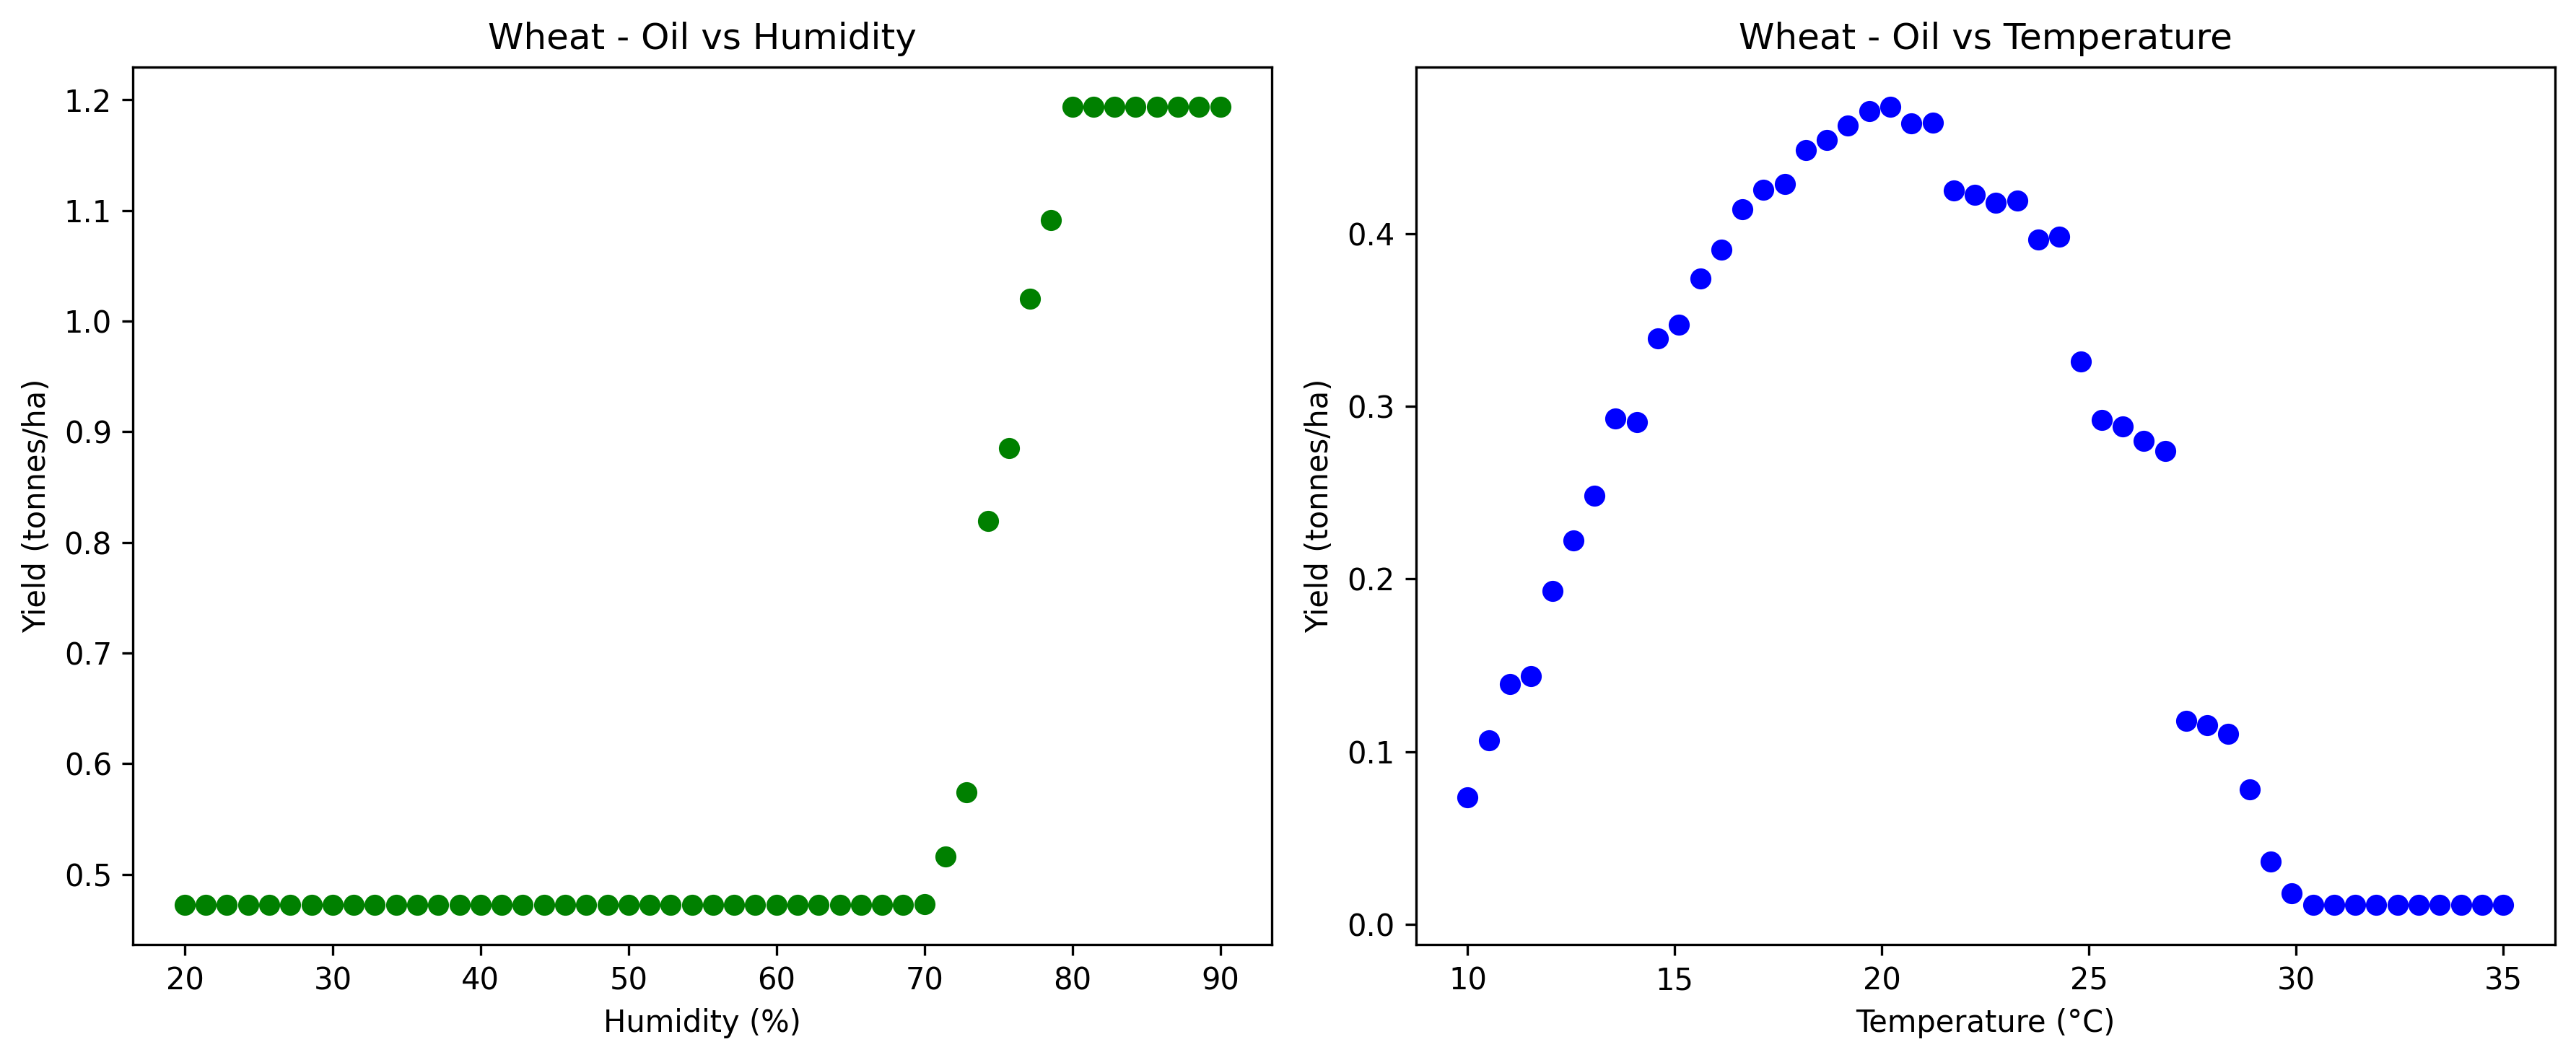 Wheat - Oil vs Humidity
1.2
1.1
1.0
0.9
0.8
0.7
0.6
0.5
Yield (tonnes/ha)
20 30 40 50 60 70 80 90
Humidity (%)
Wheat - Oil vs Temperature
0.4
0.3
0.2
0.1
0.0
Yield (tonnes/ha)
10 15 20 25 30 35
Temperature (°C)